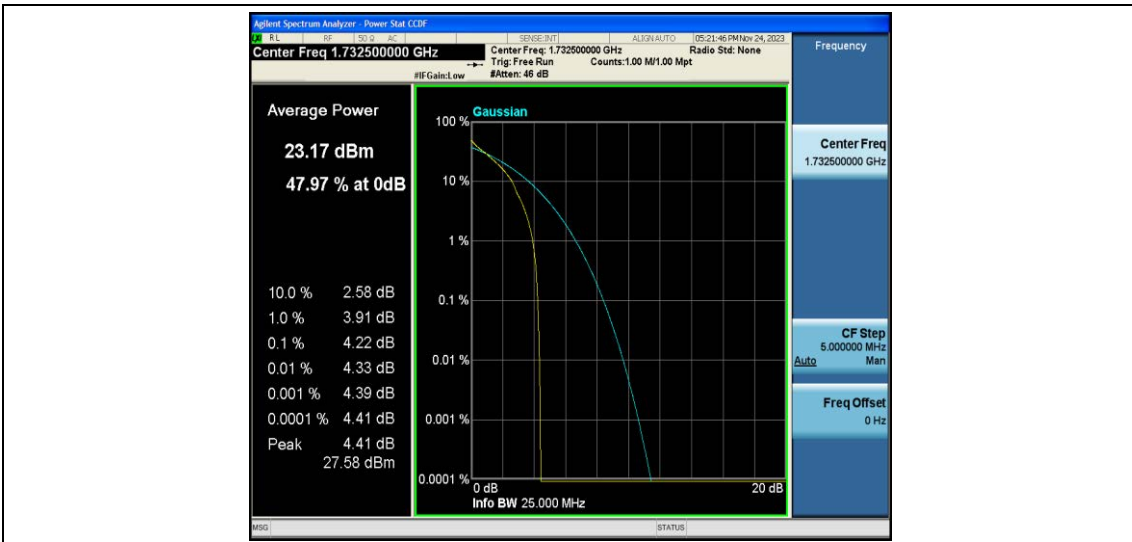 Agilent Spectrum Analyzer - Power Stat CCDF
RL RF 50 Ω AC SENSE:INT ALIGN AUTO 05:21:46 PM Nov 24, 2023
Center Freq 1.732500000 GHz
Center Freq: 1.732500000 GHz Radio Std: None
Trig: Free Run Counts:1.00 M/1.00 Mpt
#IFGain:Low #Atten: 46 dB
Frequency
Average Power
23.17 dBm
47.97 % at 0dB
10.0 % 2.58 dB
1.0 % 3.91 dB
0.1 % 4.22 dB
0.01 % 4.33 dB
0.001 % 4.39 dB
0.0001 % 4.41 dB
Peak 4.41 dB
27.58 dBm
Gaussian
100 %
10 %
1 %
0.1 %
0.01 %
0.001 %
0.0001 %
0 dB 20 dB
Info BW 25.000 MHz
Center Freq
1.732500000 GHz
CF Step
5.000000 MHz
Auto Man
Freq Offset
0 Hz
MSG STATUS